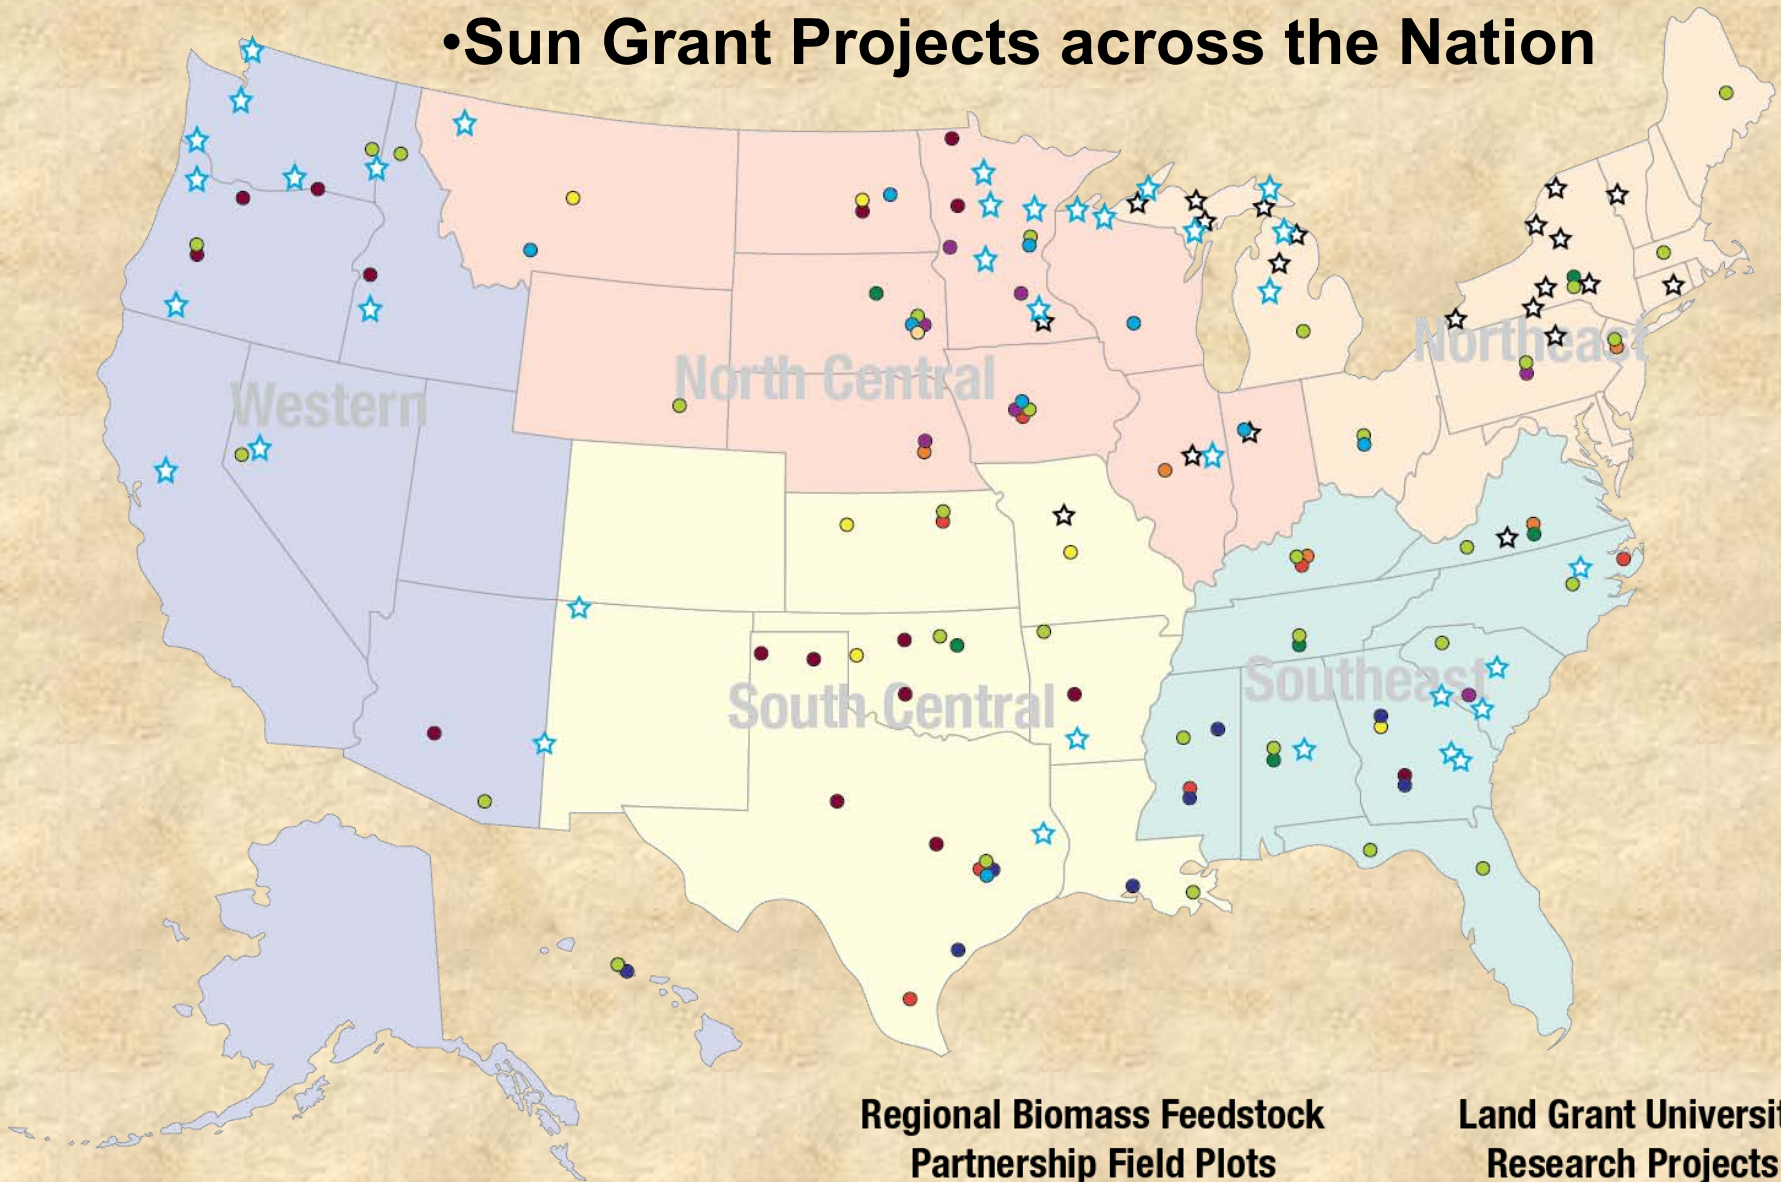 •Sun Grant Projects across the Nation
Western
North Central
Northeast
South Central
Southeast
Regional Biomass Feedstock
Partnership Field Plots
Land Grant Universit
Research Projects